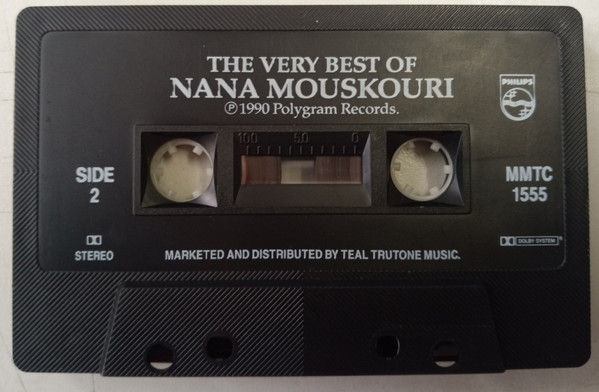 THE VERY BEST OF
NANA MOUSKOURI
℗1990 Polygram Records.
PHILIPS
100 50 0
SIDE
2
MMTC
1555
STEREO
DOLBY SYSTEM®
MARKETED AND DISTRIBUTED BY TEAL TRUTONE MUSIC.